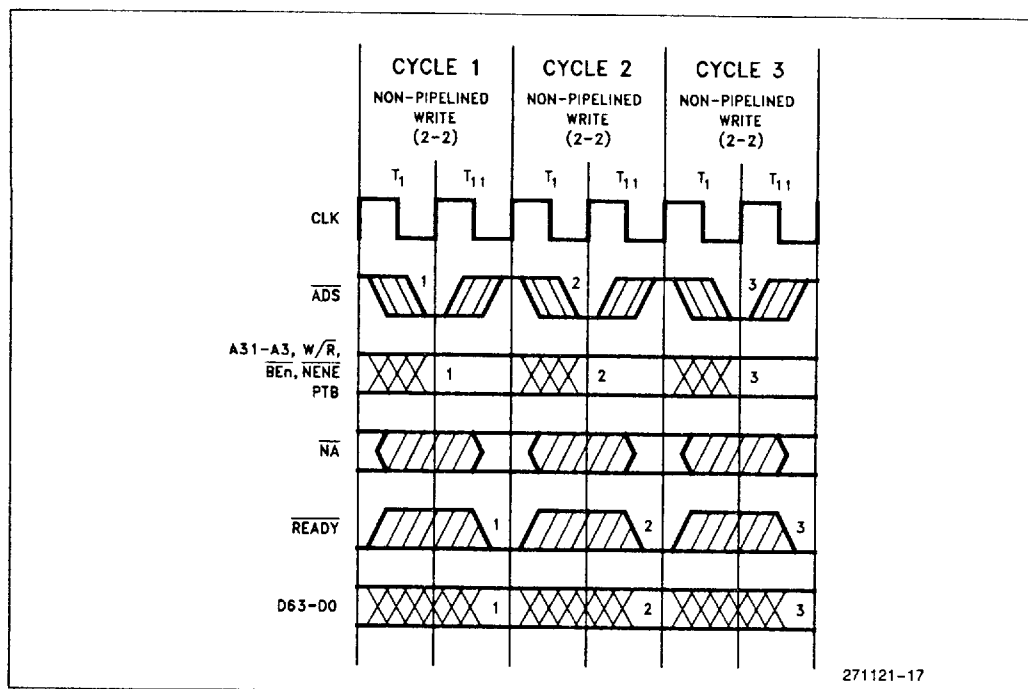 CYCLE 1
NON-PIPELINED
WRITE
(2-2)
CYCLE 2
NON-PIPELINED
WRITE
(2-2)
CYCLE 3
NON-PIPELINED
WRITE
(2-2)
T1 T11 T1 T11 T1 T11
CLK
ADS 1 2 3
A31-A3, W/R,
BEn, NENE
PTB
1 2 3
NA
READY 1 2 3
D63-D0 1 2 3
271121-17